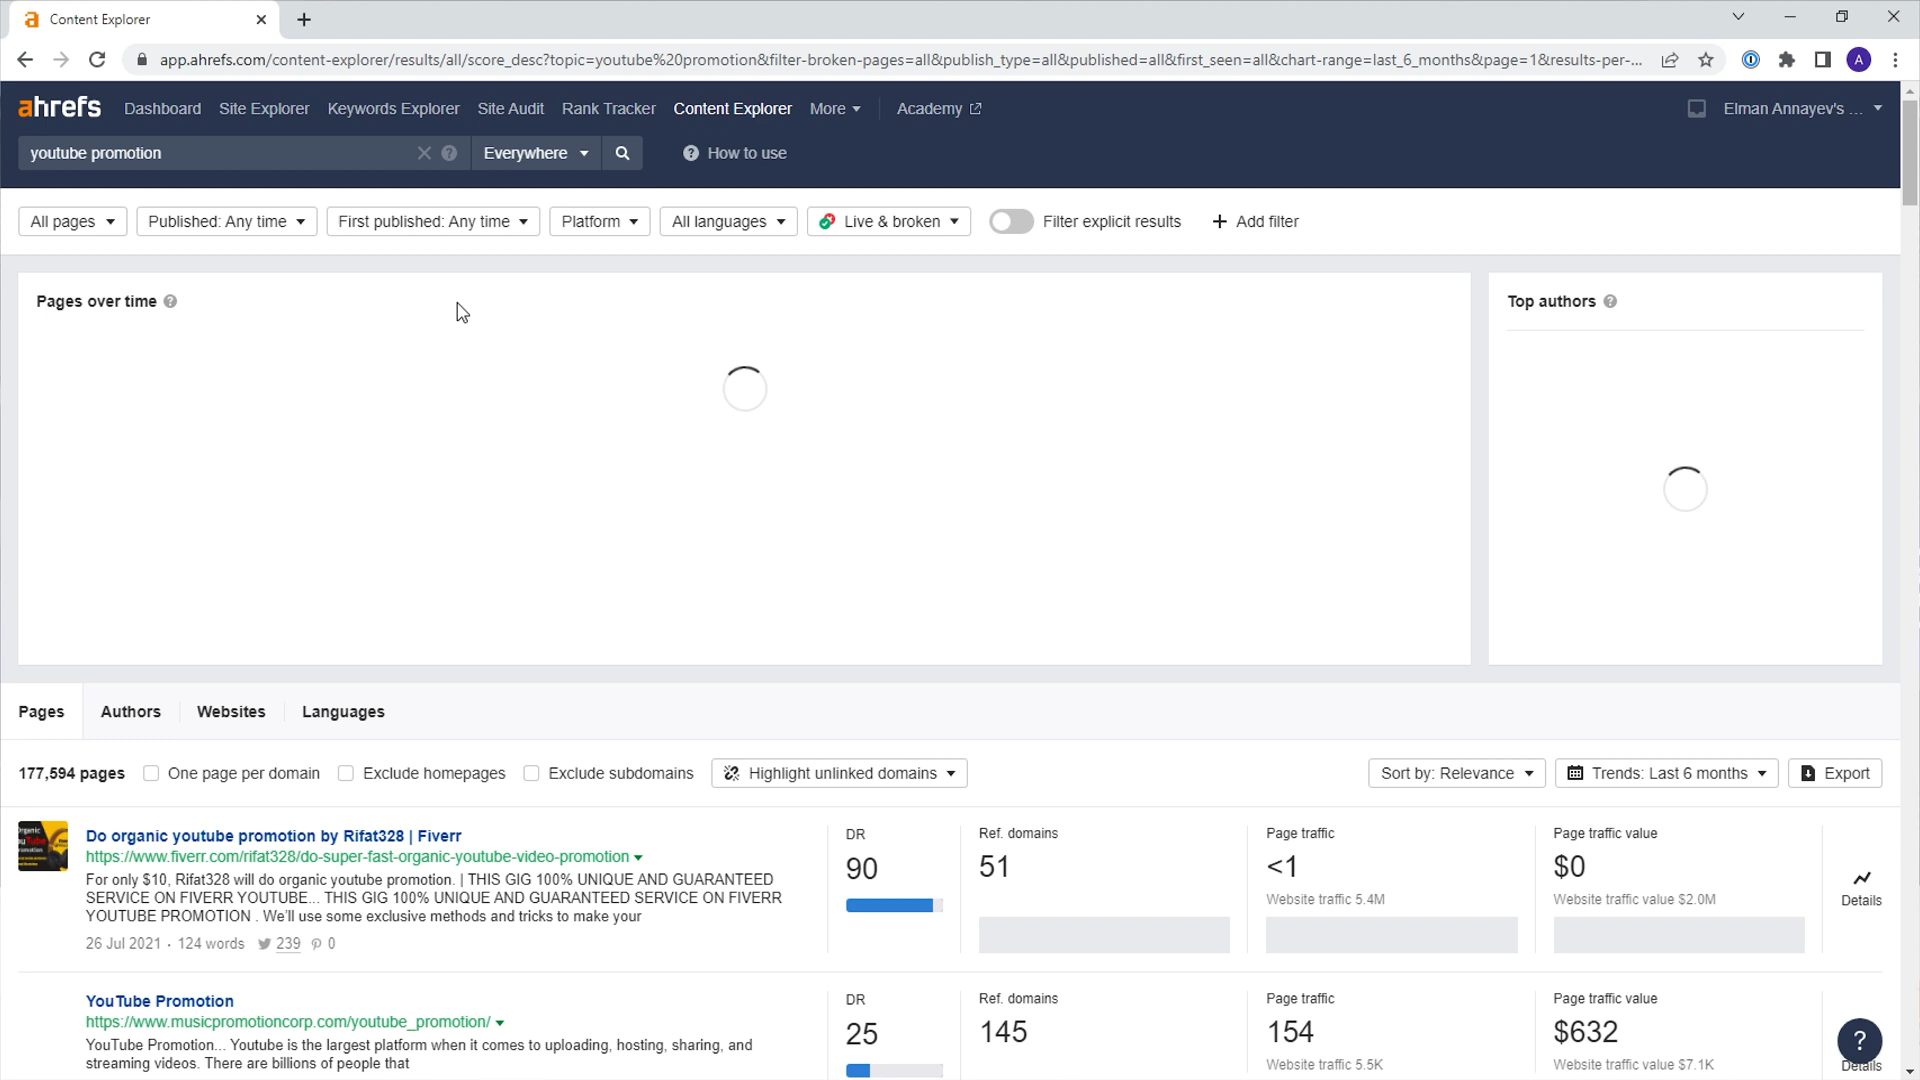 Content Explorer
app.ahrefs.com/content-explorer/results/all/score_desc?topic=youtube%20promotion&filter-broken-pages=all&publish_type=all&published=all&first_seen=all&chart-range=last_6_months&page=1&results-per-...
A
ahrefs Dashboard Site Explorer Keywords Explorer Site Audit Rank Tracker Content Explorer More Academy Elman Annayev's ...
youtube promotion ? Everywhere ? How to use
All pages Published: Any time First published: Any time Platform All languages Live & broken Filter explicit results + Add filter
Pages over time ?
Top authors ?
Pages Authors Websites Languages
177,594 pages One page per domain Exclude homepages Exclude subdomains Highlight unlinked domains Sort by: Relevance Trends: Last 6 months Export
Do organic youtube promotion by Rifat328 | Fiverr
https://www.fiverr.com/rifat328/do-super-fast-organic-youtube-video-promotion
For only $10, Rifat328 will do organic youtube promotion. | THIS GIG 100% UNIQUE AND GUARANTEED
SERVICE ON FIVERR YOUTUBE... THIS GIG 100% UNIQUE AND GUARANTEED SERVICE ON FIVERR
YOUTUBE PROMOTION . We'll use some exclusive methods and tricks to make your
26 Jul 2021 · 124 words 239 0
DR
90
Ref. domains
51
Page traffic
<1
Website traffic 5.4M
Page traffic value
$0
Website traffic value $2.0M
Details
YouTube Promotion
https://www.musicpromotioncorp.com/youtube_promotion/
YouTube Promotion... Youtube is the largest platform when it comes to uploading, hosting, sharing, and
streaming videos. There are billions of people that
DR
25
Ref. domains
145
Page traffic
154
Website traffic 5.5K
Page traffic value
$632
Website traffic value $7.1K
?
Details